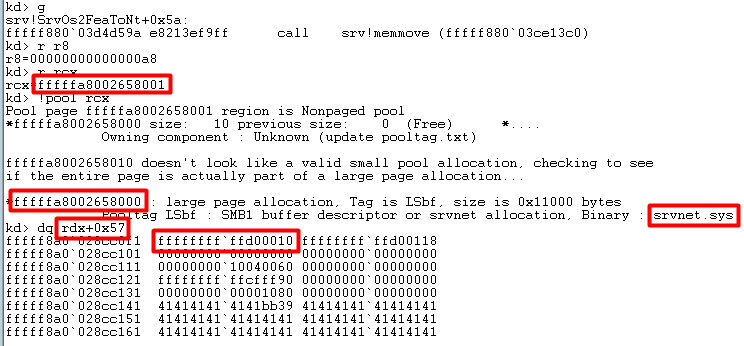 kd> g
srv!SrvOs2FeaToNt+0x5a:
fffff880`03d4d59a e8213ef9ff      call    srv!memmove (fffff880`03ce13c0)
kd> r r8
r8=00000000000000a8
kd> r rcx
rcx=fffffa8002658001
kd> !pool rcx
Pool page fffffa8002658001 region is Nonpaged pool
*fffffa8002658000 size:   10 previous size:    0  (Free)       *....
Owning component : Unknown (update pooltag.txt)
fffffa8002658010 doesn't look like a valid small pool allocation, checking to see
if the entire page is actually part of a large page allocation...
*fffffa8002658000 : large page allocation, Tag is LSbf, size is 0x11000 bytes
Pooltag LSbf : SMB1 buffer descriptor or srvnet allocation, Binary : srvnet.sys
kd> dq rdx+0x57
fffff8a0`028cc0f1  ffffffff`ffd00010 ffffffff`ffd00118
fffff8a0`028cc101  00000000`00000000 00000000`00000000
fffff8a0`028cc111  00000000`10040060 00000000`00000000
fffff8a0`028cc121  ffffffff`ffcfff90 00000000`00000000
fffff8a0`028cc131  00000000`00001080 00000000`00000000
fffff8a0`028cc141  41414141`4141bb39 41414141`41414141
fffff8a0`028cc151  41414141`41414141 41414141`41414141
fffff8a0`028cc161  41414141`41414141 41414141`41414141